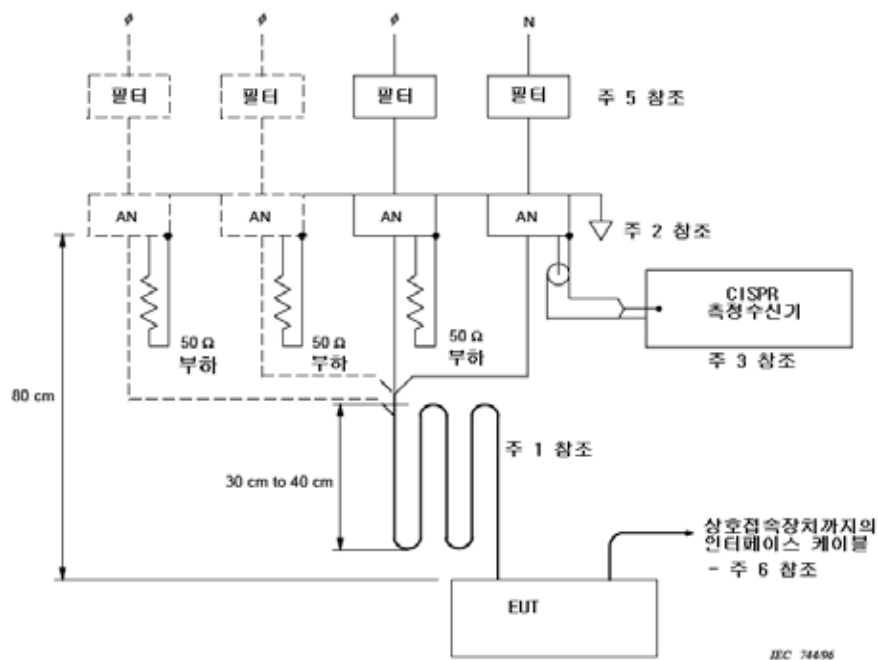 ϕ ϕ ϕ N
필터 필터 필터 필터 주 5 참조
AN AN AN AN
주 2 참조
CISPR
측정수신기
50 Ω
부하
50 Ω
부하
50 Ω
부하
주 3 참조
80 cm
30 cm to 40 cm
주 1 참조
상호접속장치까지의
인터페이스 케이블
- 주 6 참조
EUT
IEC 744/96